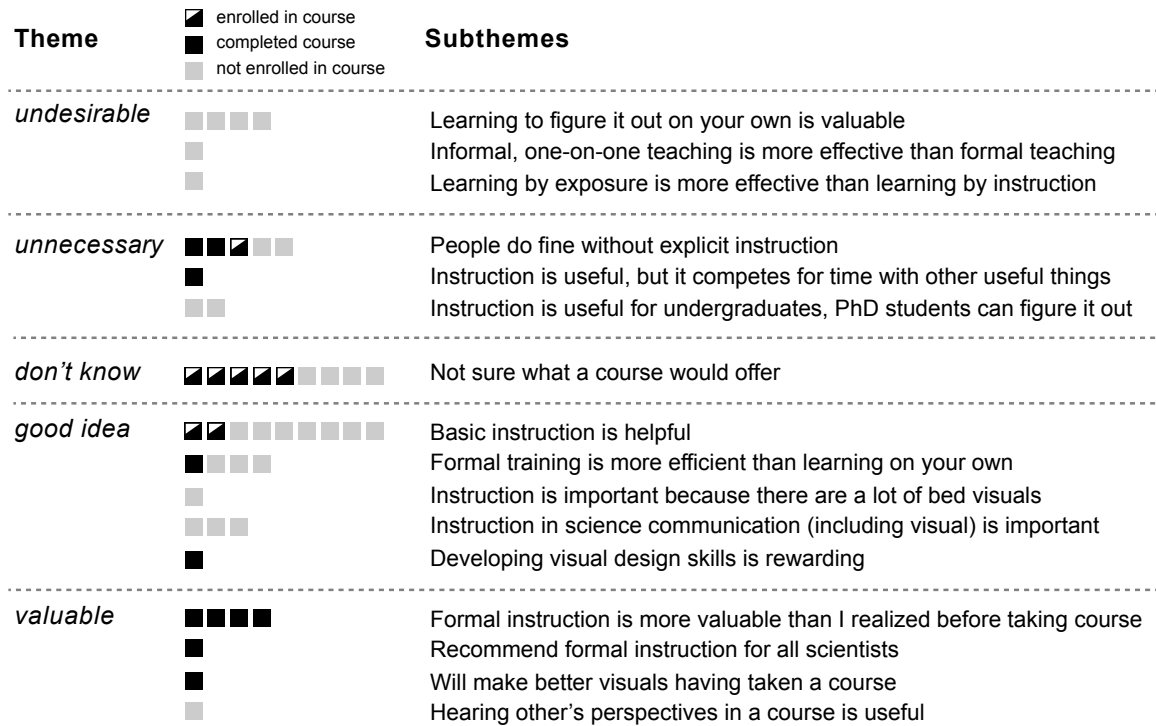 Theme
enrolled in course
completed course
not enrolled in course
Subthemes
undesirable
Learning to figure it out on your own is valuable
Informal, one-on-one teaching is more effective than formal teaching
Learning by exposure is more effective than learning by instruction
unnecessary
People do fine without explicit instruction
Instruction is useful, but it competes for time with other useful things
Instruction is useful for undergraduates, PhD students can figure it out
don't know
Not sure what a course would offer
good idea
Basic instruction is helpful
Formal training is more efficient than learning on your own
Instruction is important because there are a lot of bed visuals
Instruction in science communication (including visual) is important
Developing visual design skills is rewarding
valuable
Formal instruction is more valuable than I realized before taking course
Recommend formal instruction for all scientists
Will make better visuals having taken a course
Hearing other's perspectives in a course is useful